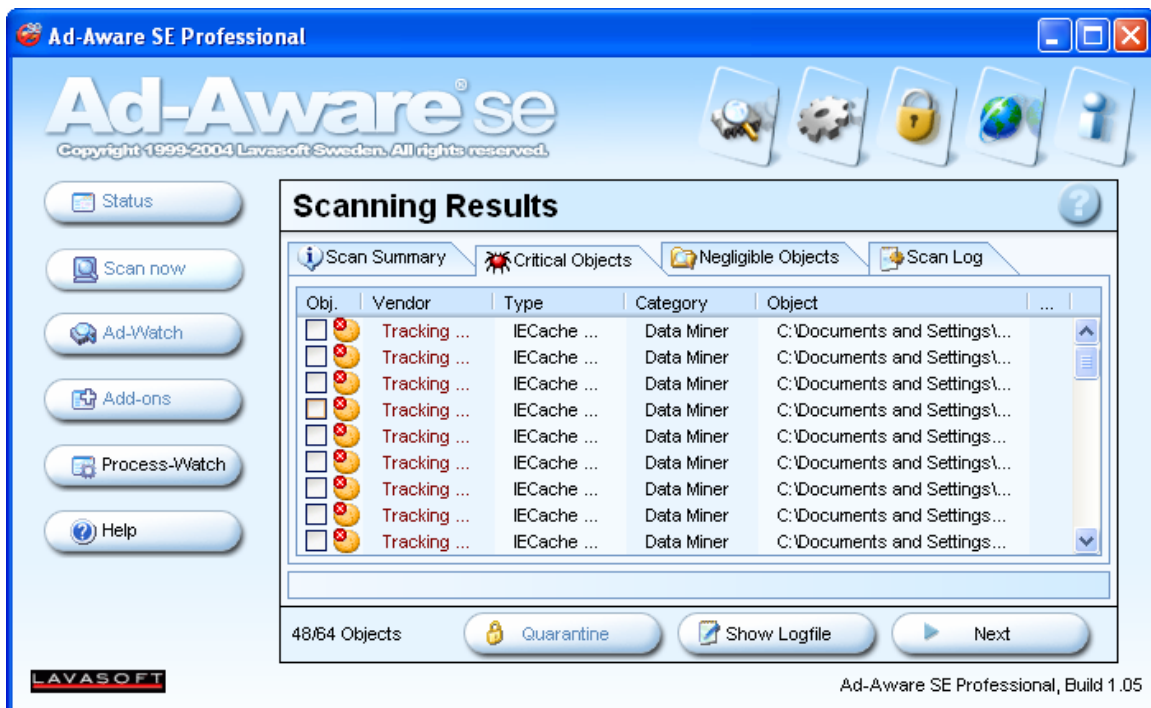 Ad-Aware SE Professional
Ad-Aware® se
Copyright 1999-2004 Lavasoft Sweden. All rights reserved.
Status
Scan now
Ad-Watch
Add-ons
Process-Watch
Help
Scanning Results
Scan Summary Critical Objects Negligible Objects Scan Log
Obj. Vendor Type Category Object ...
Tracking ... IECache ... Data Miner C:\Documents and Settings\...
Tracking ... IECache ... Data Miner C:\Documents and Settings\...
Tracking ... IECache ... Data Miner C:\Documents and Settings\...
Tracking ... IECache ... Data Miner C:\Documents and Settings\...
Tracking ... IECache ... Data Miner C:\Documents and Settings...
Tracking ... IECache ... Data Miner C:\Documents and Settings\...
Tracking ... IECache ... Data Miner C:\Documents and Settings\...
Tracking ... IECache ... Data Miner C:\Documents and Settings...
Tracking ... IECache ... Data Miner C:\Documents and Settings...
48/64 Objects Quarantine Show Logfile Next
LAVASOFT
Ad-Aware SE Professional, Build 1.05